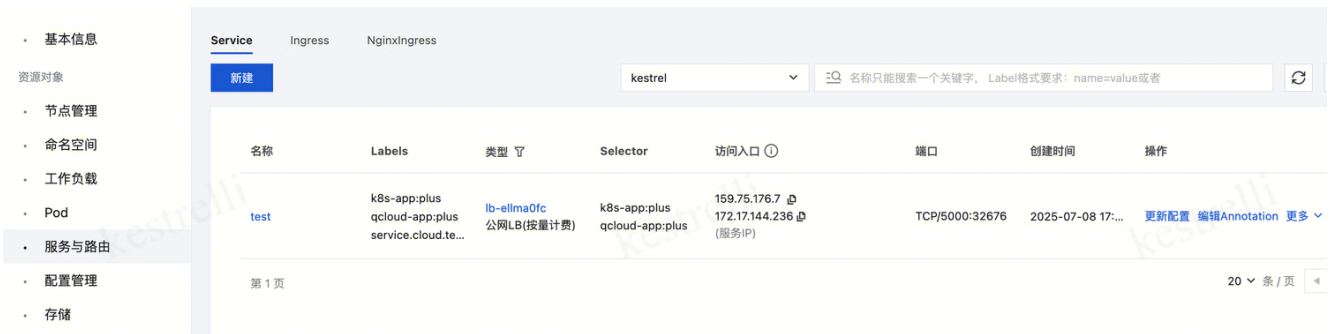 基本信息
资源对象
节点管理
命名空间
工作负载
Pod
服务与路由
配置管理
存储
Service Ingress NginxIngress
新建 kestrel 名称只能搜索一个关键字， Label格式要求：name=value或者
名称 Labels 类型 Selector 访问入口 端口 创建时间 操作
test
k8s-app:plus
qcloud-app:plus
service.cloud.te...
lb-ellma0fc
公网LB(按量计费)
k8s-app:plus
qcloud-app:plus
159.75.176.7
172.17.144.236
(服务IP)
TCP/5000:32676
2025-07-08 17:...
更新配置 编辑Annotation 更多
第 1 页 20 条 / 页
kestrelli
kestrelli
kestrelli